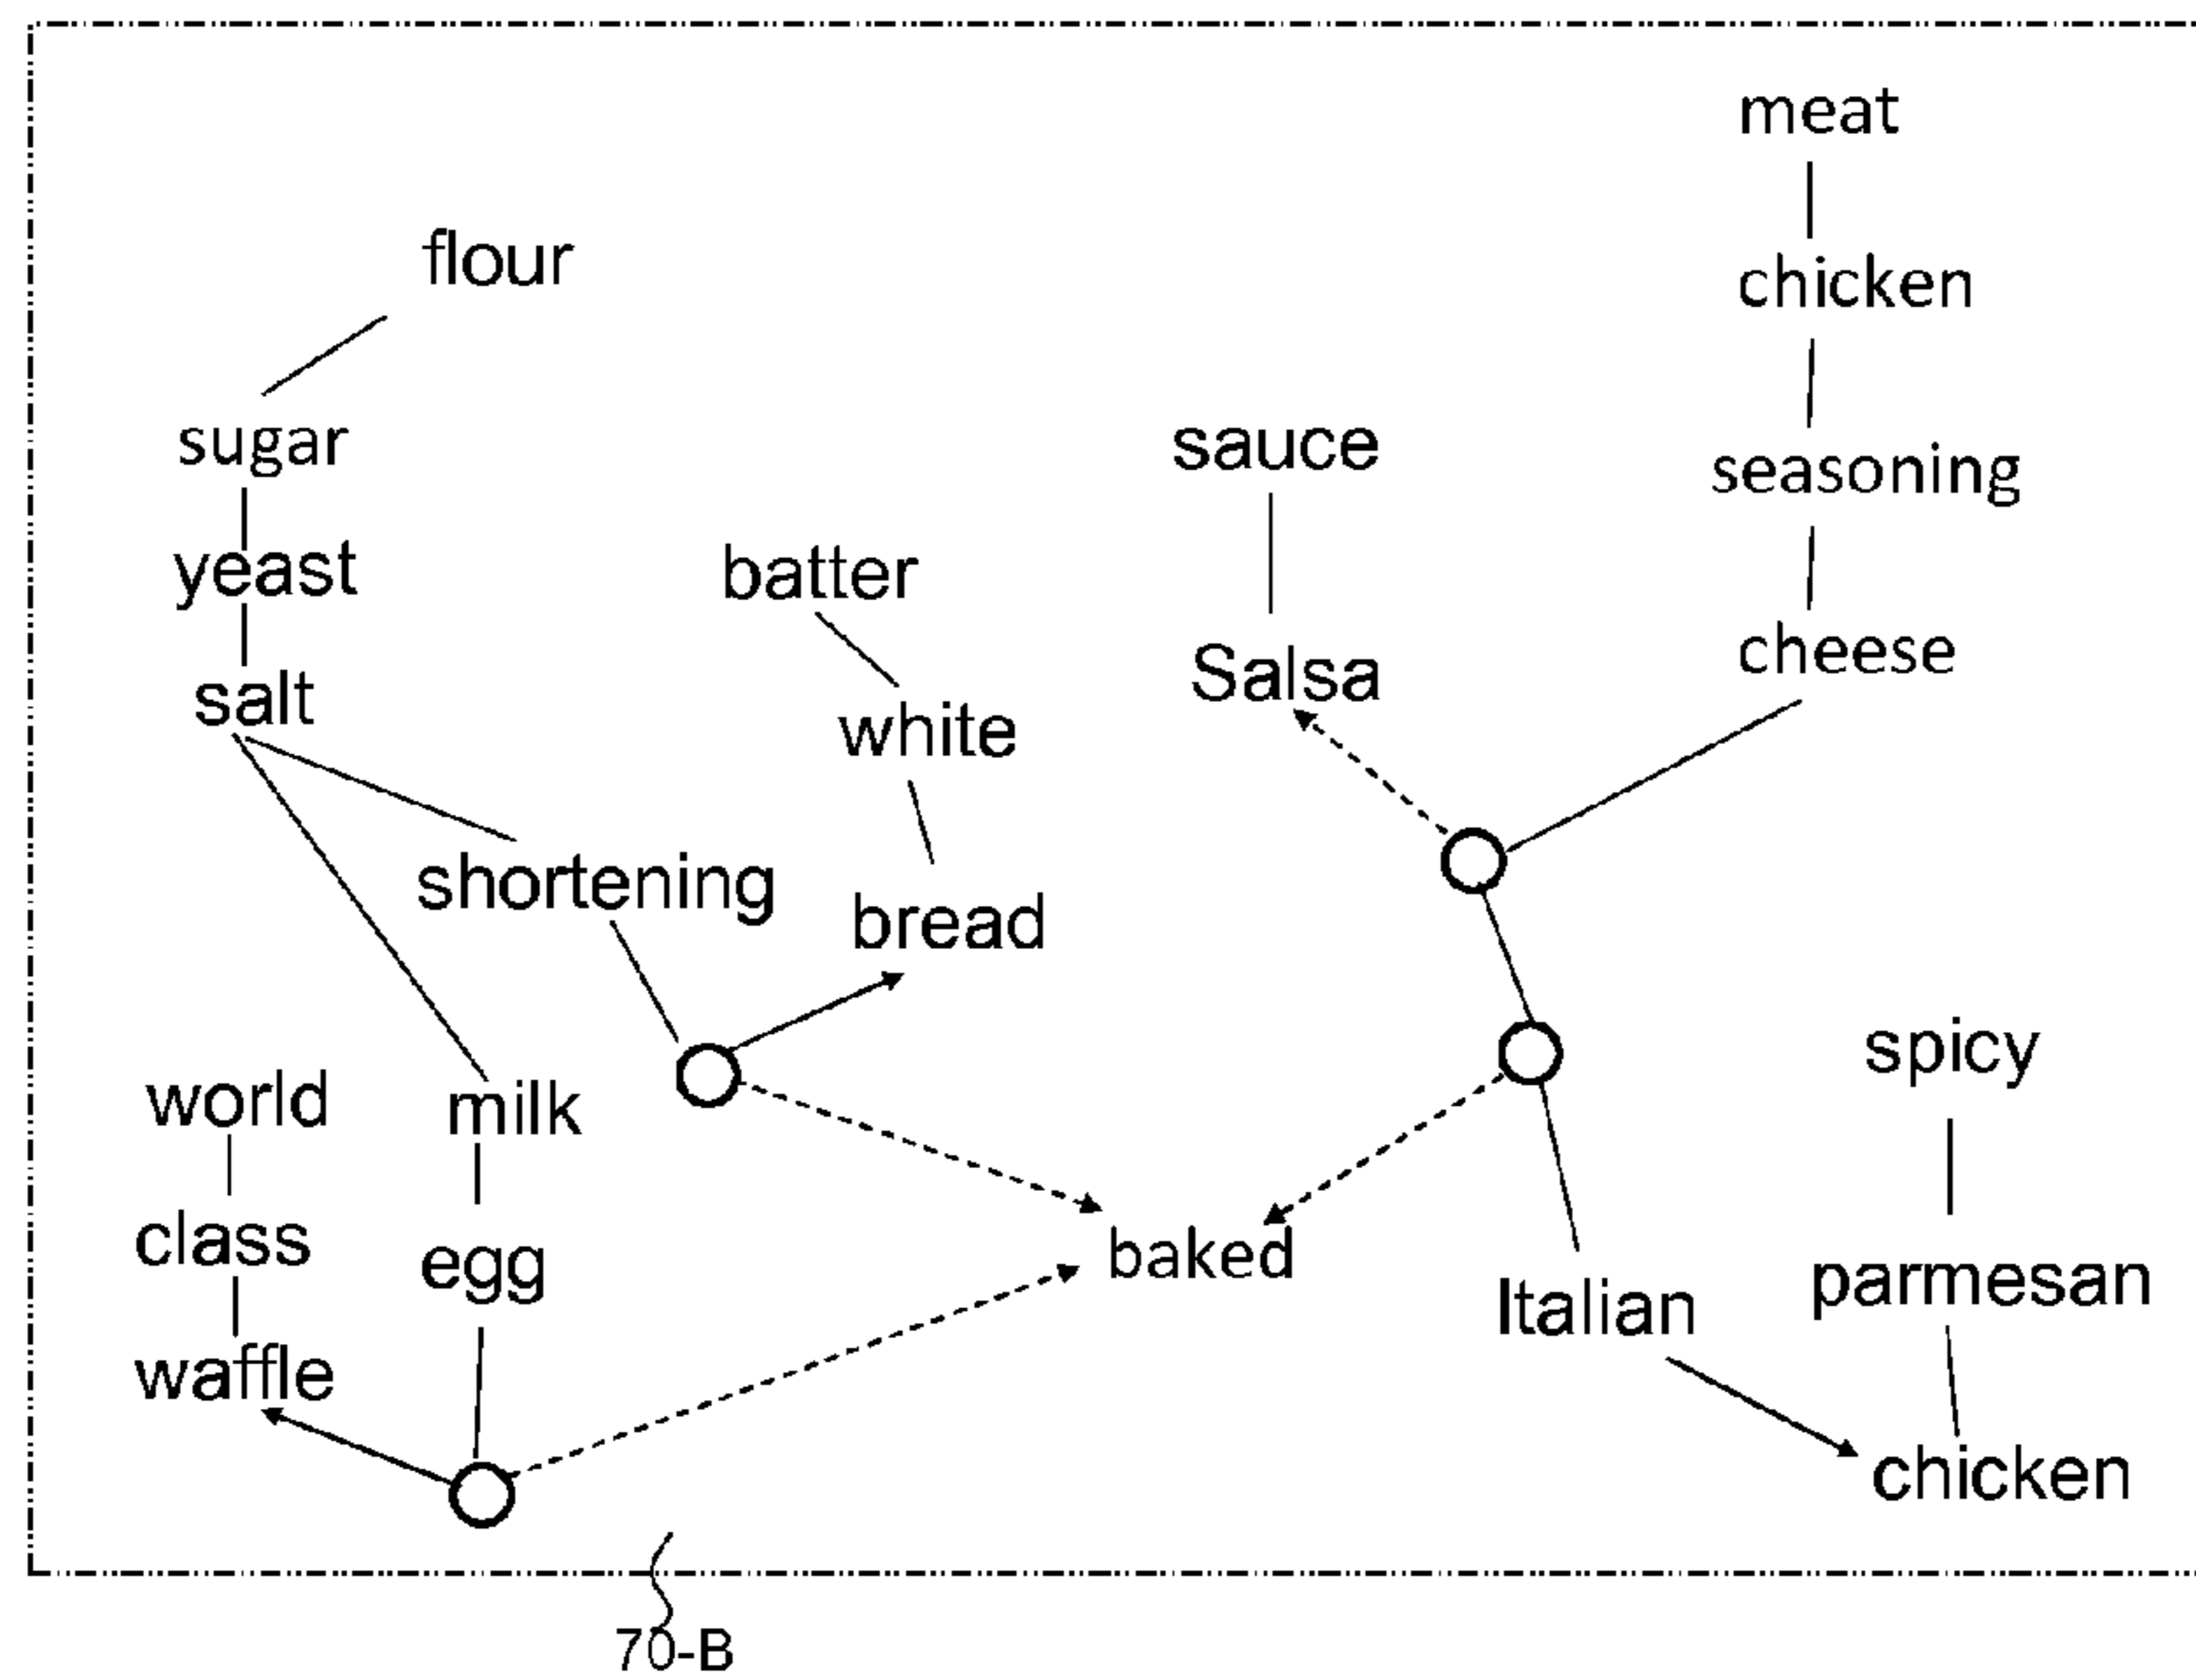 meat
flour
chicken
sugar
sauce
seasoning
yeast
batter
salt
Salsa
cheese
white
shortening
bread
world
milk
spicy
class
egg
baked
Italian
parmesan
waffle
chicken
70-B